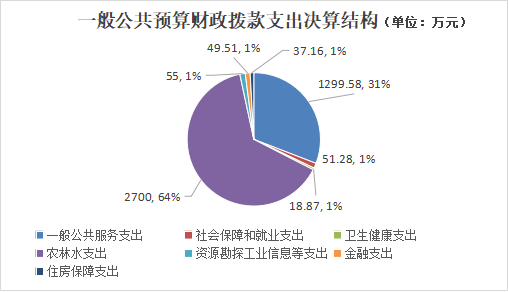 一般公共预算财政拨款支出决算结构(单位：万元)
49.51, 1%
37.16, 1%
55, 1%
1299.58, 31%
51.28, 1%
2700, 64%
18.87, 1%
一般公共服务支出 社会保障和就业支出 卫生健康支出
农林水支出 资源勘探工业信息等支出 金融支出
住房保障支出